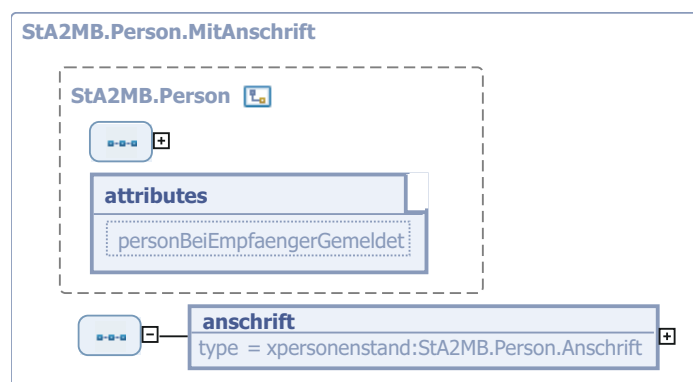 StA2MB.Person.MitAnschrift
StA2MB.Person
attributes
personBeiEmpfaengerGemeldet
anschrift
type = xpersonenstand:StA2MB.Person.Anschrift